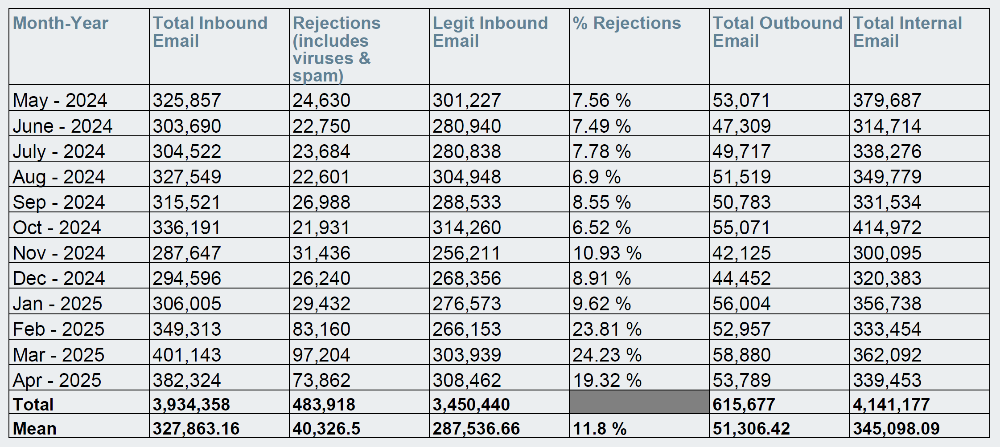 Month-Year Total Inbound Email Rejections (includes viruses & spam) Legit Inbound Email % Rejections Total Outbound Email Total Internal Email
May - 2024 325,857 24,630 301,227 7.56 % 53,071 379,687
June - 2024 303,690 22,750 280,940 7.49 % 47,309 314,714
July - 2024 304,522 23,684 280,838 7.78 % 49,717 338,276
Aug - 2024 327,549 22,601 304,948 6.9 % 51,519 349,779
Sep - 2024 315,521 26,988 288,533 8.55 % 50,783 331,534
Oct - 2024 336,191 21,931 314,260 6.52 % 55,071 414,972
Nov - 2024 287,647 31,436 256,211 10.93 % 42,125 300,095
Dec - 2024 294,596 26,240 268,356 8.91 % 44,452 320,383
Jan - 2025 306,005 29,432 276,573 9.62 % 56,004 356,738
Feb - 2025 349,313 83,160 266,153 23.81 % 52,957 333,454
Mar - 2025 401,143 97,204 303,939 24.23 % 58,880 362,092
Apr - 2025 382,324 73,862 308,462 19.32 % 53,789 339,453
Total 3,934,358 483,918 3,450,440 615,677 4,141,177
Mean 327,863.16 40,326.5 287,536.66 11.8 % 51,306.42 345,098.09